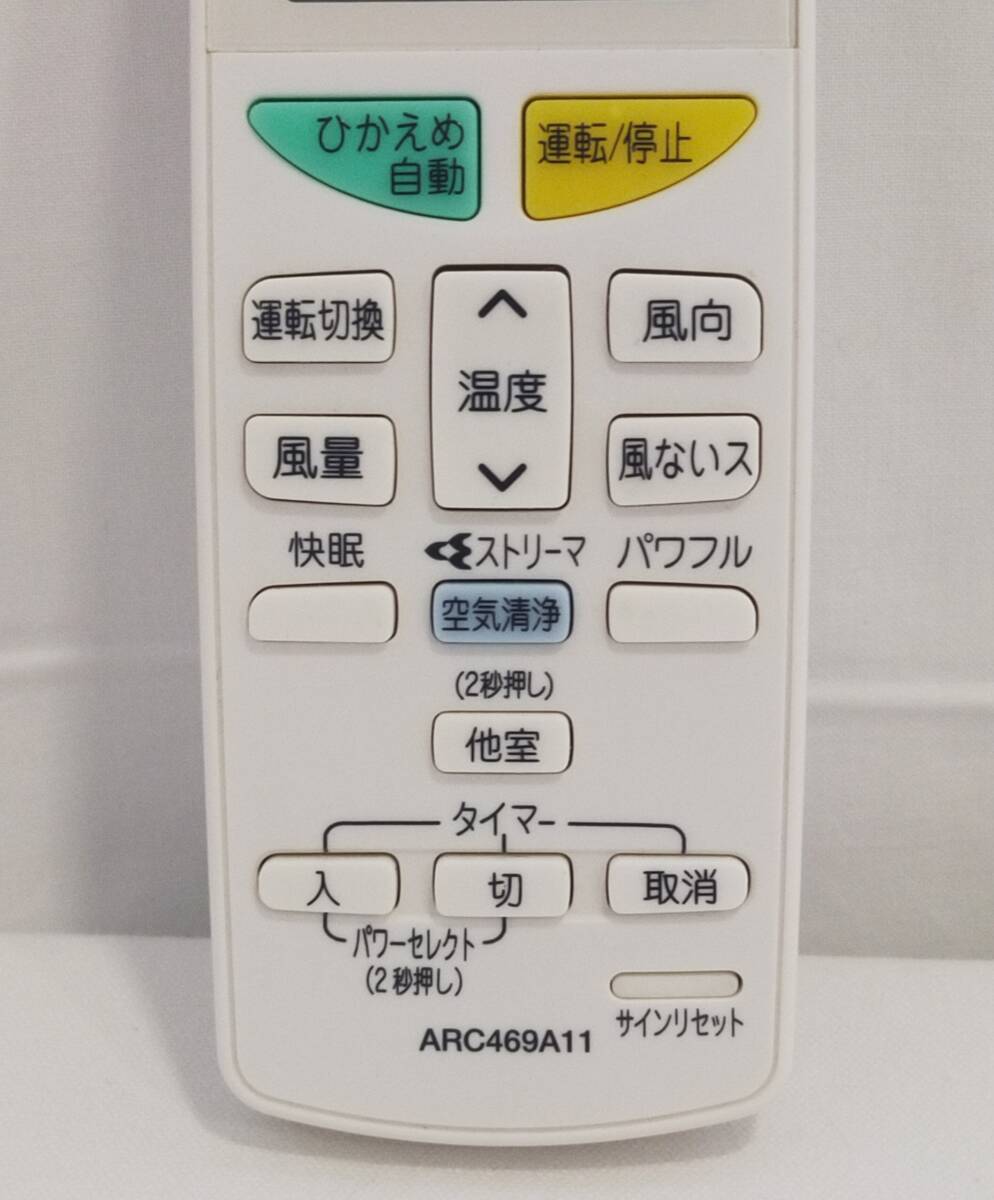 ひかえめ
自動
運転/停止
運転切換
温度
風向
風量
風ないス
快眠
ストリーマ
パワフル
空気清浄
(2秒押し)
他室
タイマー
入
切
取消
パワーセレクト
(2秒押し)
サインリセット
ARC469A11